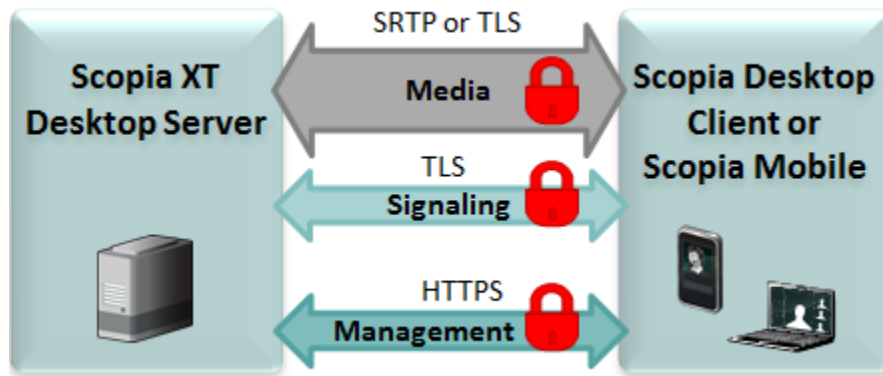 Scopia XT
Desktop Server
SRTP or TLS
Media
TLS
Signaling
HTTPS
Management
Scopia Desktop
Client or
Scopia Mobile